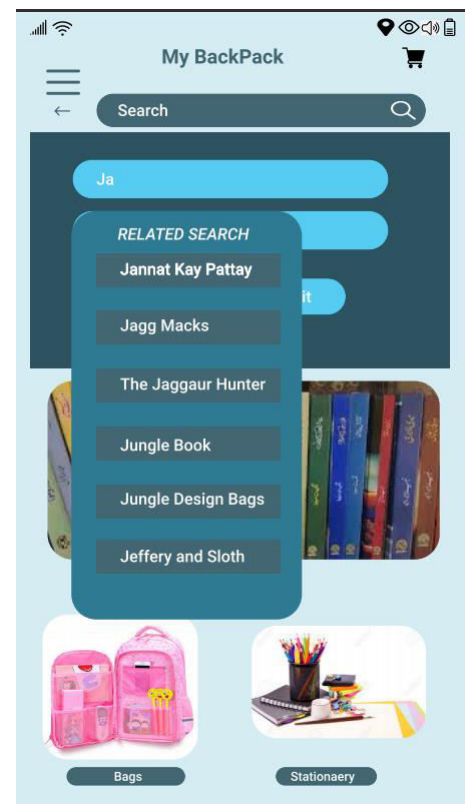 My BackPack
Search
Ja
RELATED SEARCH
Jannat Kay Pattay
it
Jagg Macks
The Jaggaur Hunter
Jungle Book
Jungle Design Bags
Jeffery and Sloth
Bags
Stationaery